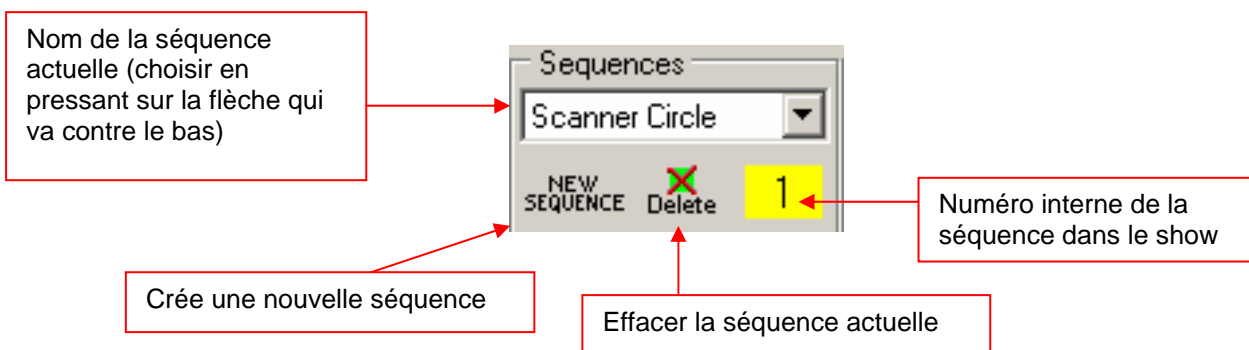 Nom de la séquence
actuelle (choisir en
pressant sur la flèche qui
va contre le bas)
Sequences
Scanner Circle
NEW
SEQUENCE
Delete
1
Numéro interne de la
séquence dans le show
Crée une nouvelle séquence
Effacer la séquence actuelle